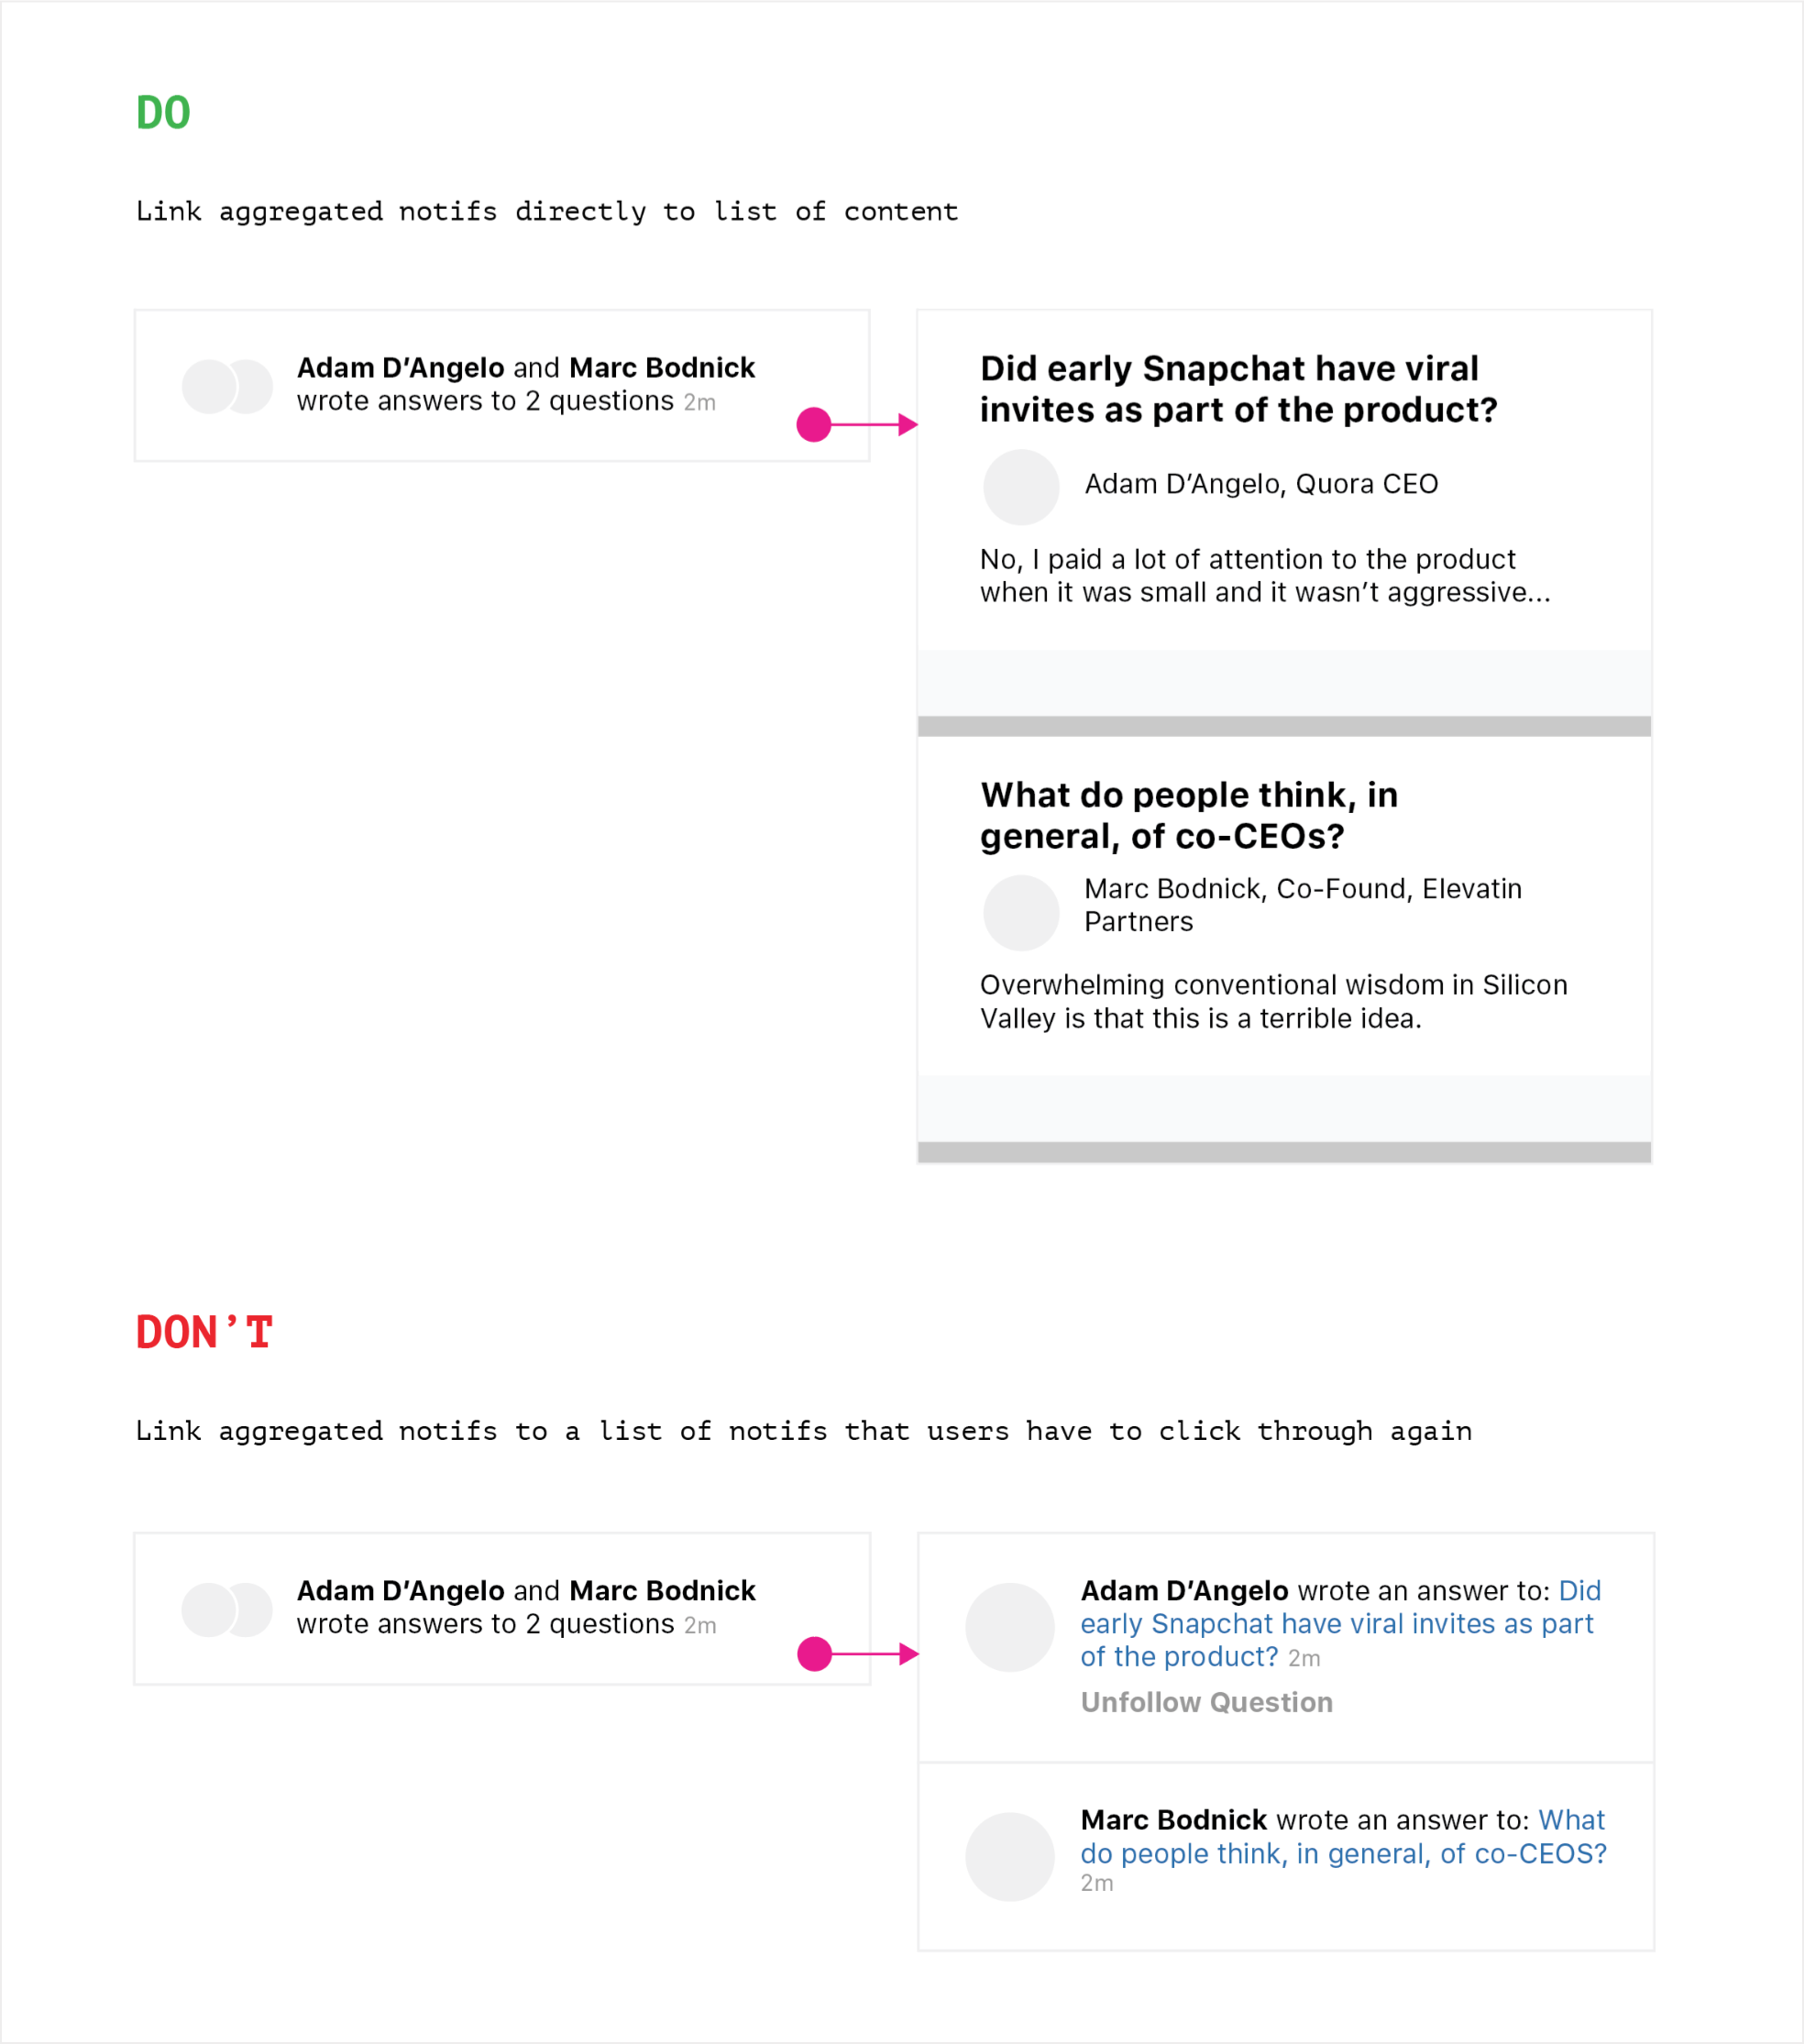 DO
Link aggregated notifs directly to list of content
Adam D’Angelo and Marc Bodnick
wrote answers to 2 questions 2m
Did early Snapchat have viral
invites as part of the product?
Adam D’Angelo, Quora CEO
No, I paid a lot of attention to the product
when it was small and it wasn’t aggressive...
What do people think, in
general, of co-CEOs?
Marc Bodnick, Co-Found, Elevatin
Partners
Overwhelming conventional wisdom in Silicon
Valley is that this is a terrible idea.
DON’T
Link aggregated notifs to a list of notifs that users have to click through again
Adam D’Angelo and Marc Bodnick
wrote answers to 2 questions 2m
Adam D’Angelo wrote an answer to: Did
early Snapchat have viral invites as part
of the product? 2m
Unfollow Question
Marc Bodnick wrote an answer to: What
do people think, in general, of co-CEOS?
2m